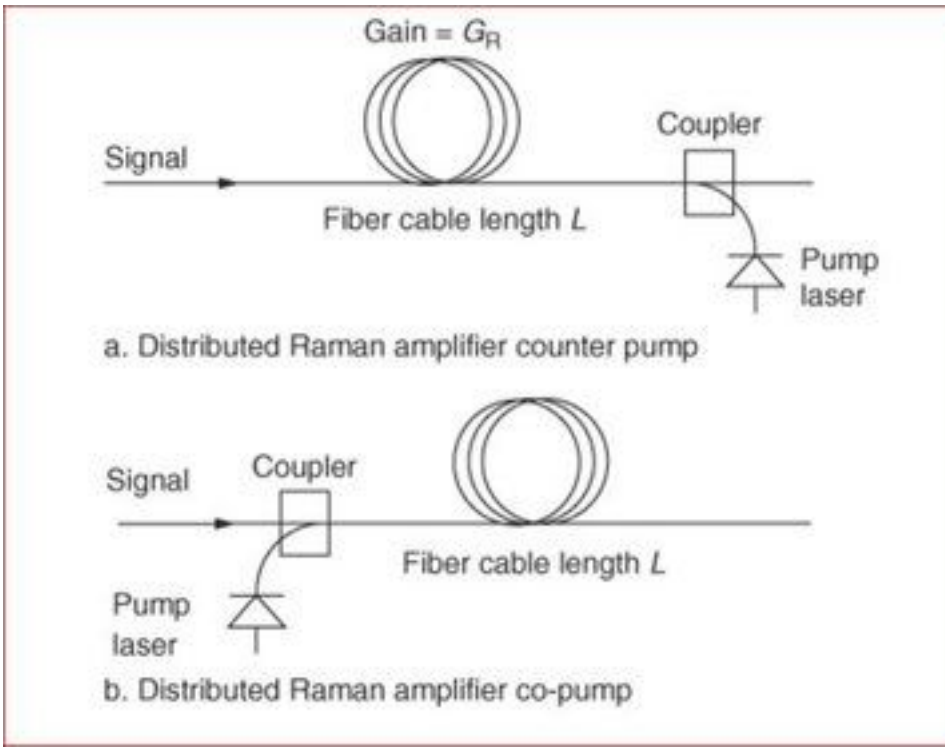 Gain = G_R
Coupler
Signal
Fiber cable length L
Pump
laser
a. Distributed Raman amplifier counter pump
Coupler
Signal
Fiber cable length L
Pump
laser
b. Distributed Raman amplifier co-pump